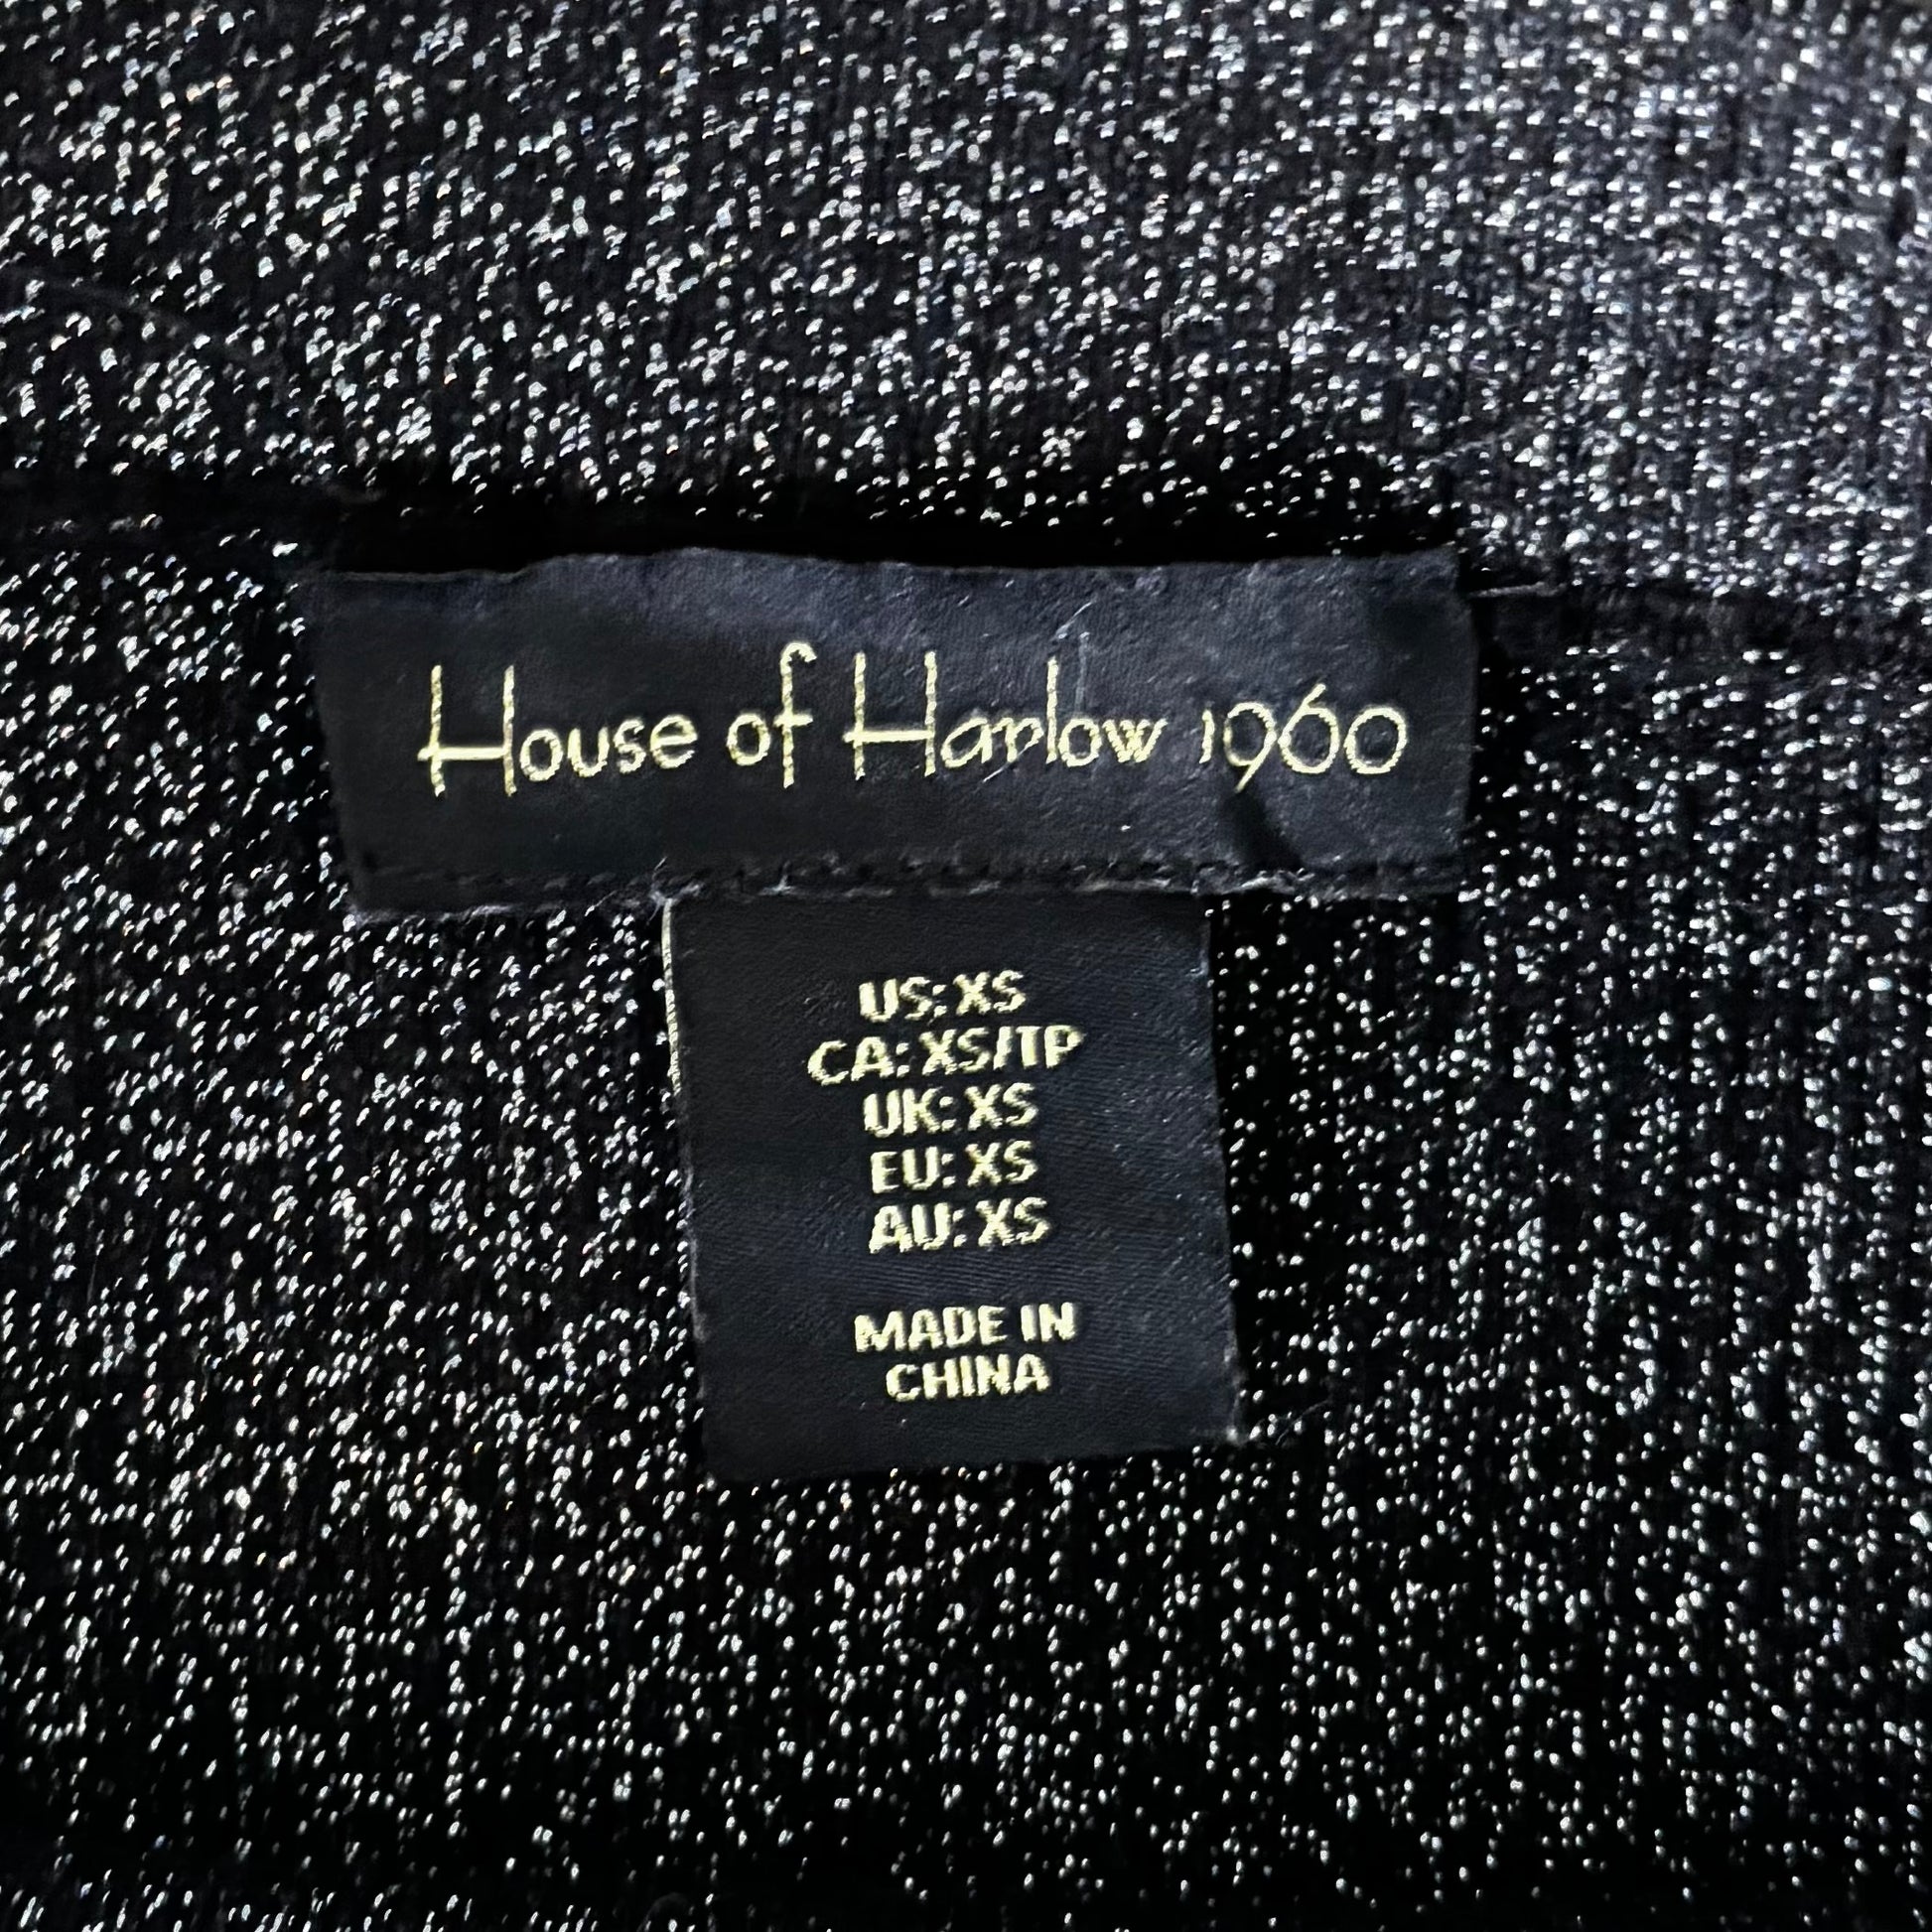 House of Harlow 1960
US: XS
CA: XS/TP
UK: XS
EU: XS
AU: XS
MADE IN
CHINA